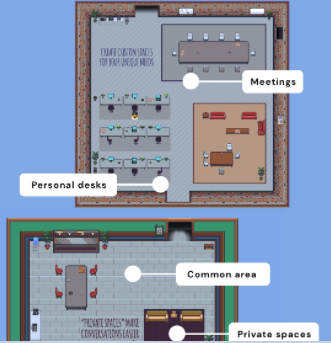 CREATE CUSTOM SPACES
FOR YOUR UNIQUE NEEDS
Meetings
Personal desks
Common area
"PRIVATE SPACES" MAKE
CONVERSATIONS EASIER
Private spaces